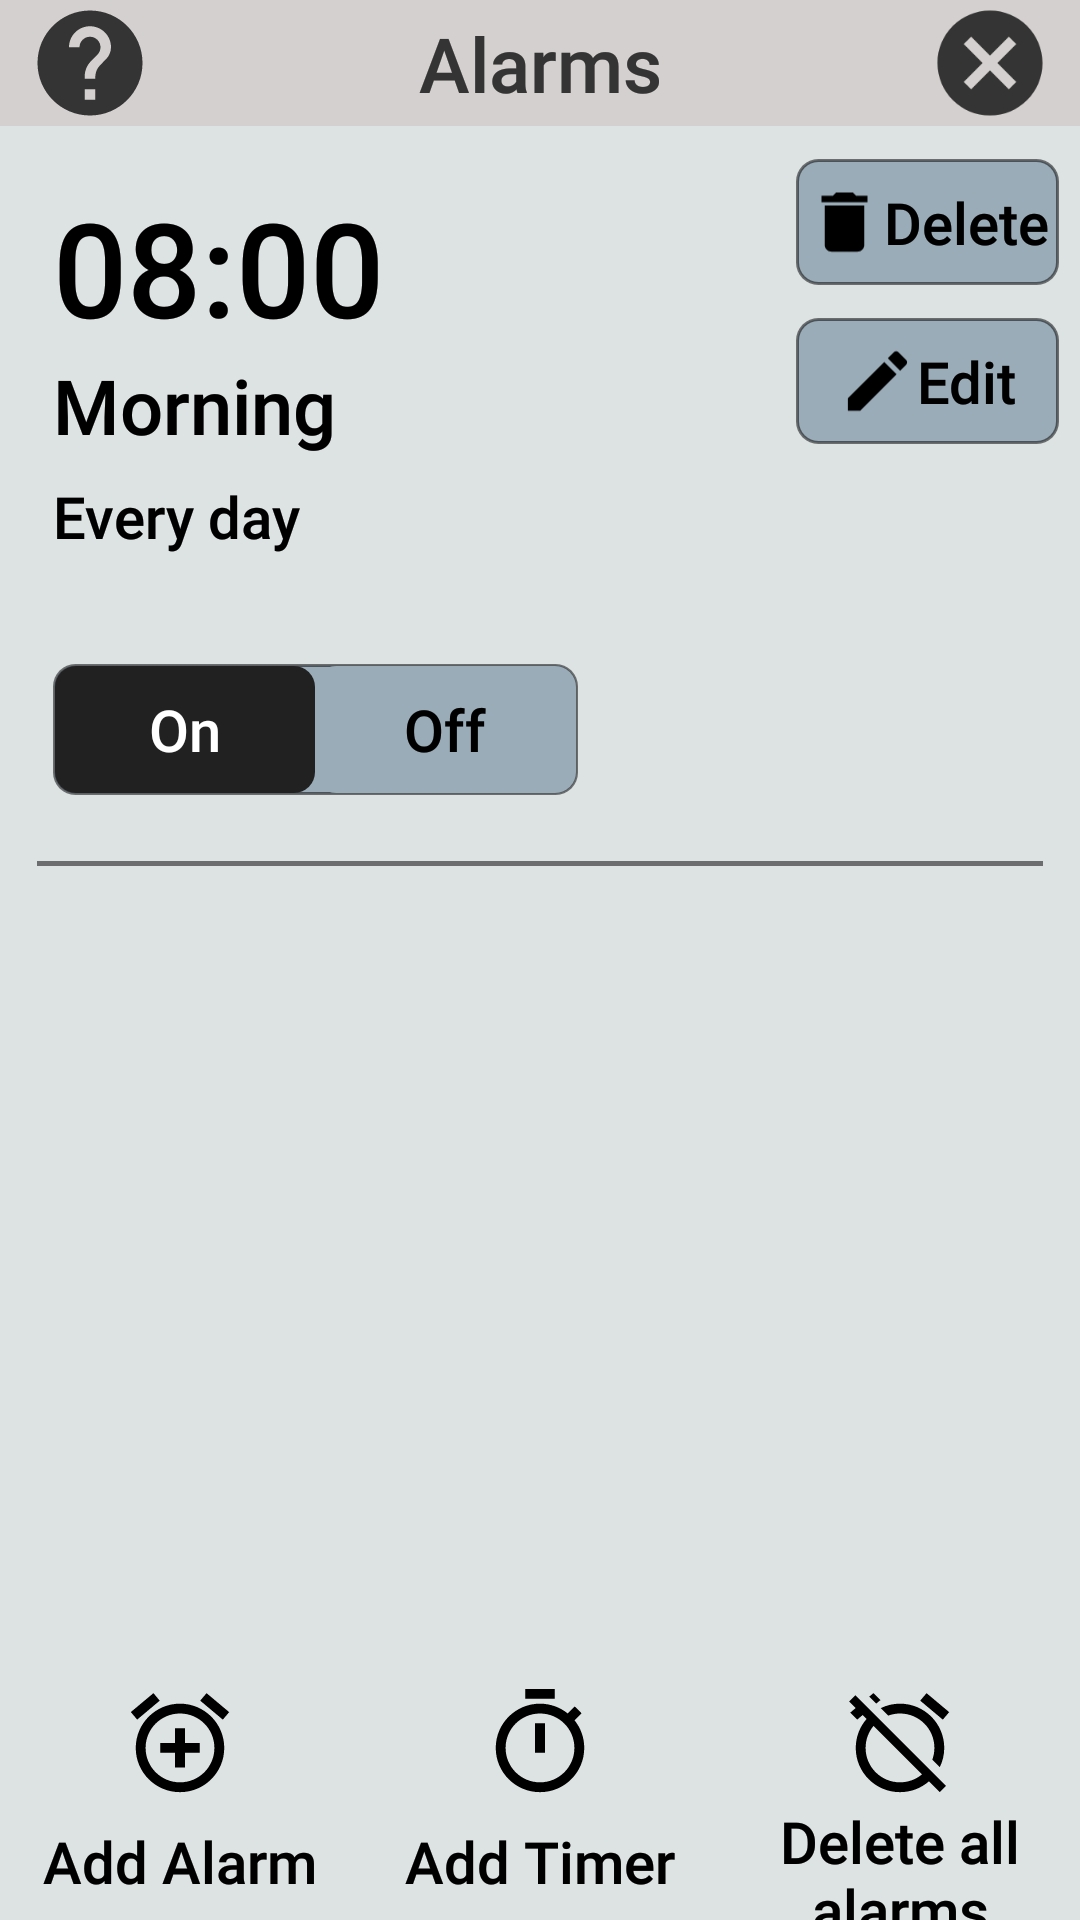 Alarms
08:00
Delete
Morning
Edit
Every day
On
Off
Add Alarm
Add Timer
Delete all
alarms